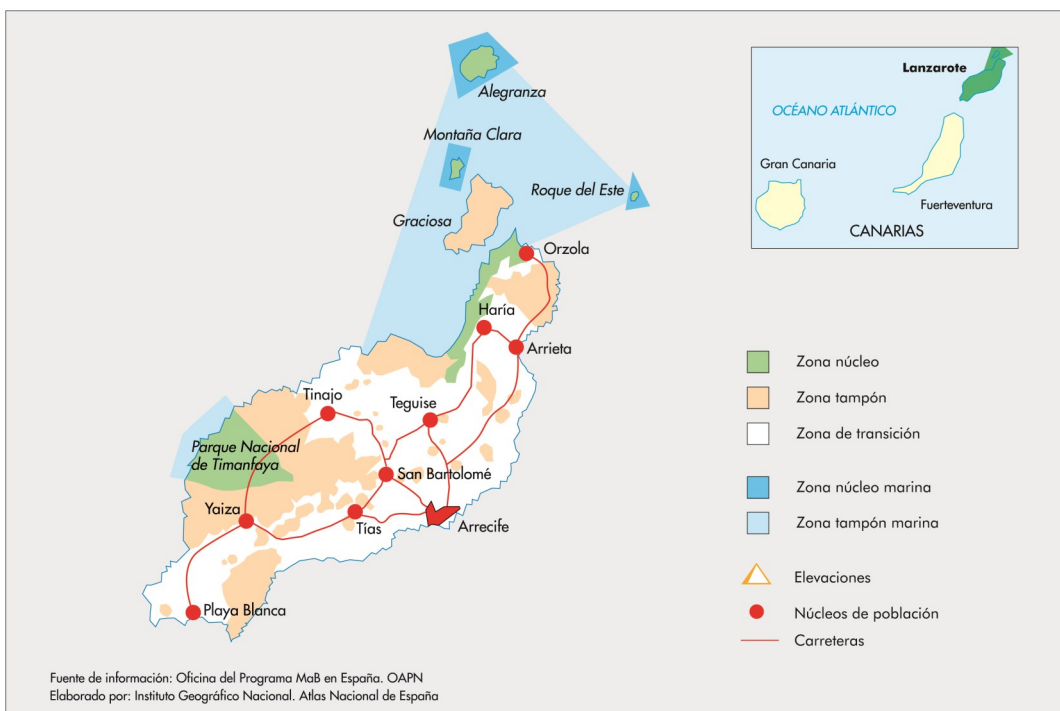 Alegranza
Montaña Clara
Roque del Este
Graciosa
Orzola
Haría
Arrieta
Tinajo
Teguise
Parque Nacional
de Timanfaya
San Bartolomé
Yaiza
Tías
Arrecife
Playa Blanca
Lanzarote
OCÉANO ATLÁNTICO
Gran Canaria
Fuerteventura
CANARIAS
Zona núcleo
Zona tampón
Zona de transición
Zona núcleo marina
Zona tampón marina
Elevaciones
Núcleos de población
Carreteras
Fuente de información: Oficina del Programa MaB en España. OAPN
Elaborado por: Instituto Geográfico Nacional. Atlas Nacional de España